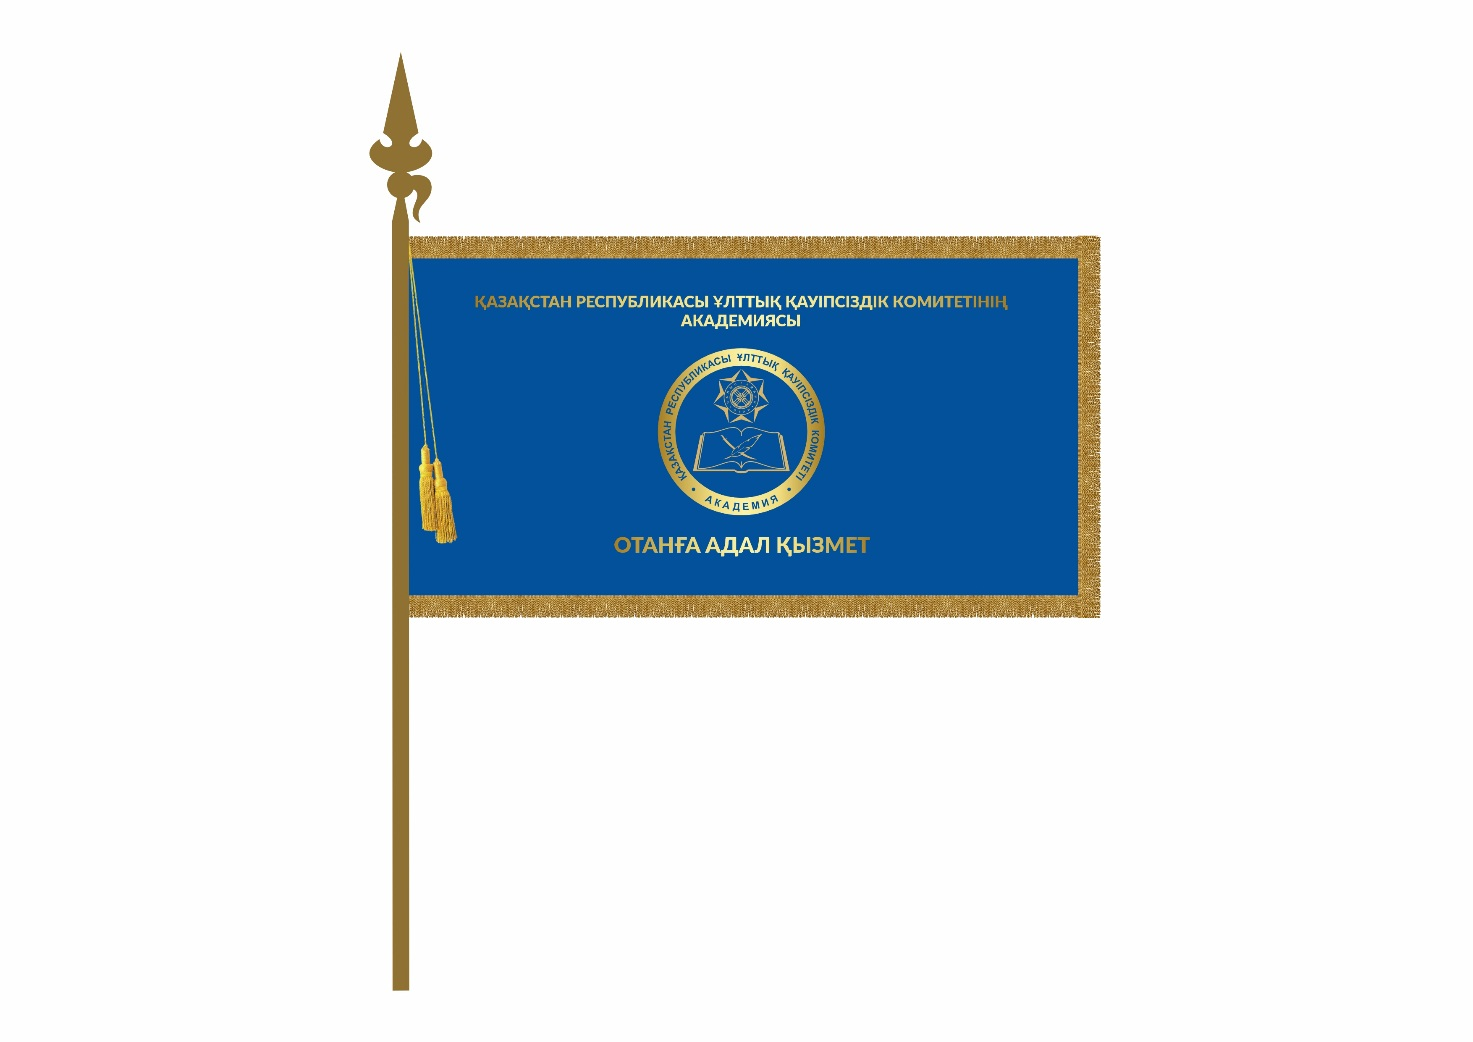 ҚАЗАҚСТАН РЕСПУБЛИКАСЫ ҰЛТТЫҚ ҚАУІПСІЗДІК КОМИТЕТІНІҢ
АКАДЕМИЯСЫ
ҚАЗАҚСТАН РЕСПУБЛИКАСЫ ҰЛТТЫҚ ҚАУІПСІЗДІК КОМИТЕТІ
• АКАДЕМИЯ •
ОТАНҒА АДАЛ ҚЫЗМЕТ